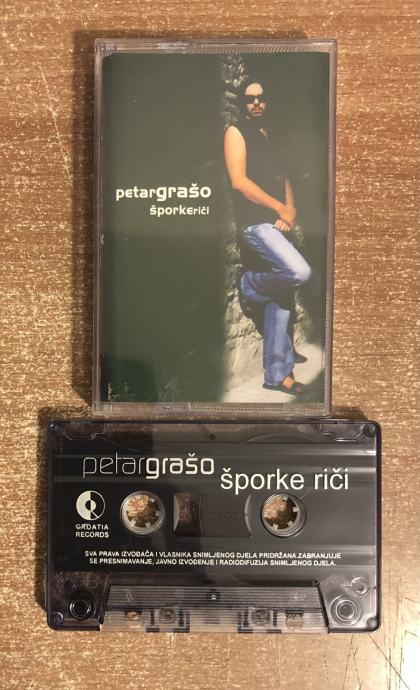 petargrašo
šporkeriči
petargrašo
šporke riči
CROATIA
RECORDS
SVA PRAVA IZVOĐAČA I VLASNIKA SNIMLJENOG DJELA PRIDRŽANA.ZABRANJUJE
SE PRESNIMAVANJE, JAVNO IZVOĐENJE I RADIODIFUZIJA SNIMLJENOG DJELA.